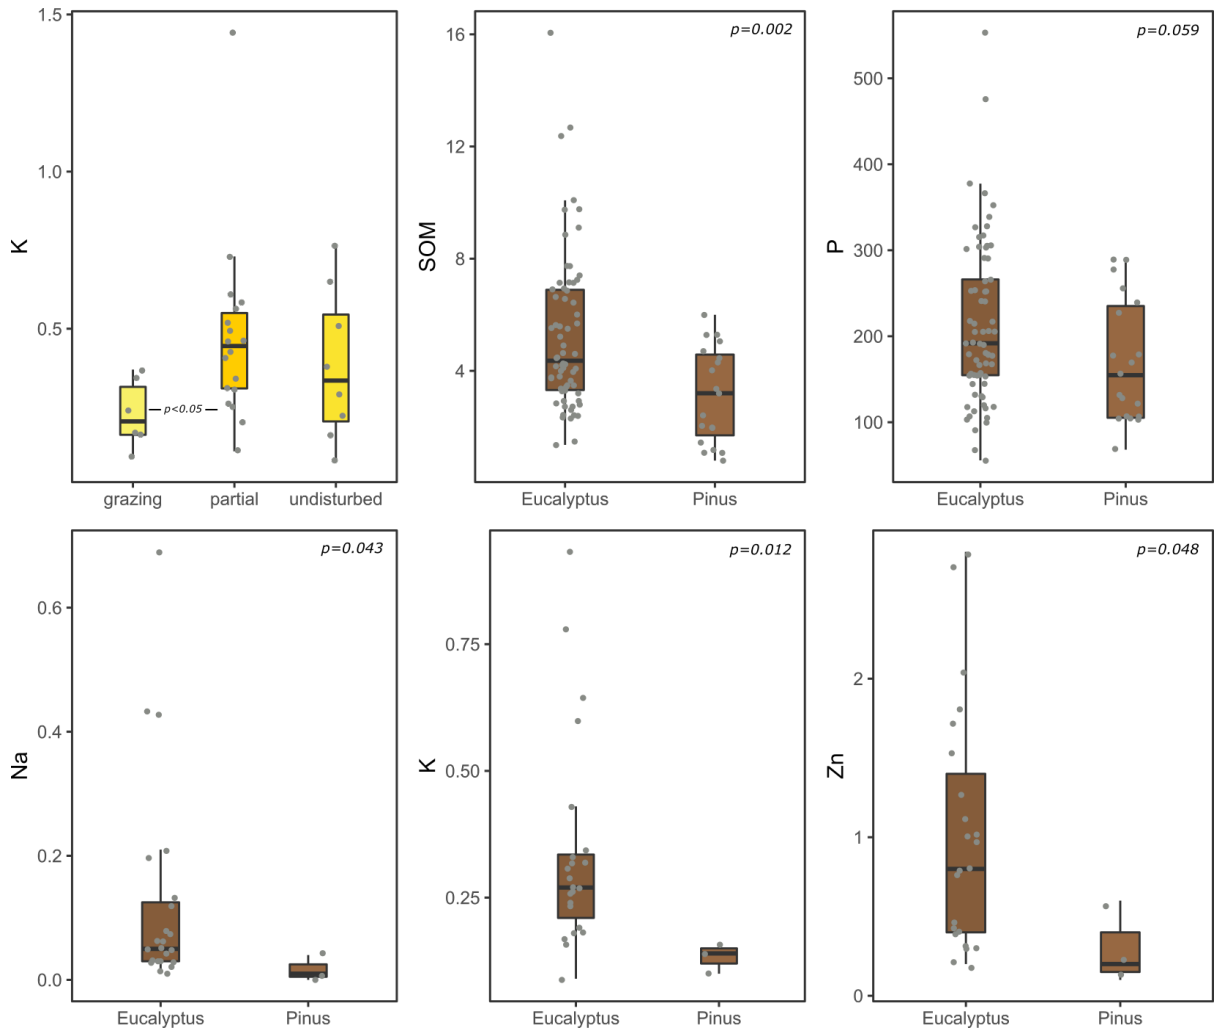 K
1.5
1.0
0.5
p<0.05
grazing
partial
undisturbed
SOM
16
12
8
4
p=0.002
Eucalyptus
Pinus
P
500
400
300
200
100
p=0.059
Eucalyptus
Pinus
Na
0.6
0.4
0.2
0.0
p=0.043
Eucalyptus
Pinus
K
0.75
0.50
0.25
p=0.012
Eucalyptus
Pinus
Zn
2
1
0
p=0.048
Eucalyptus
Pinus